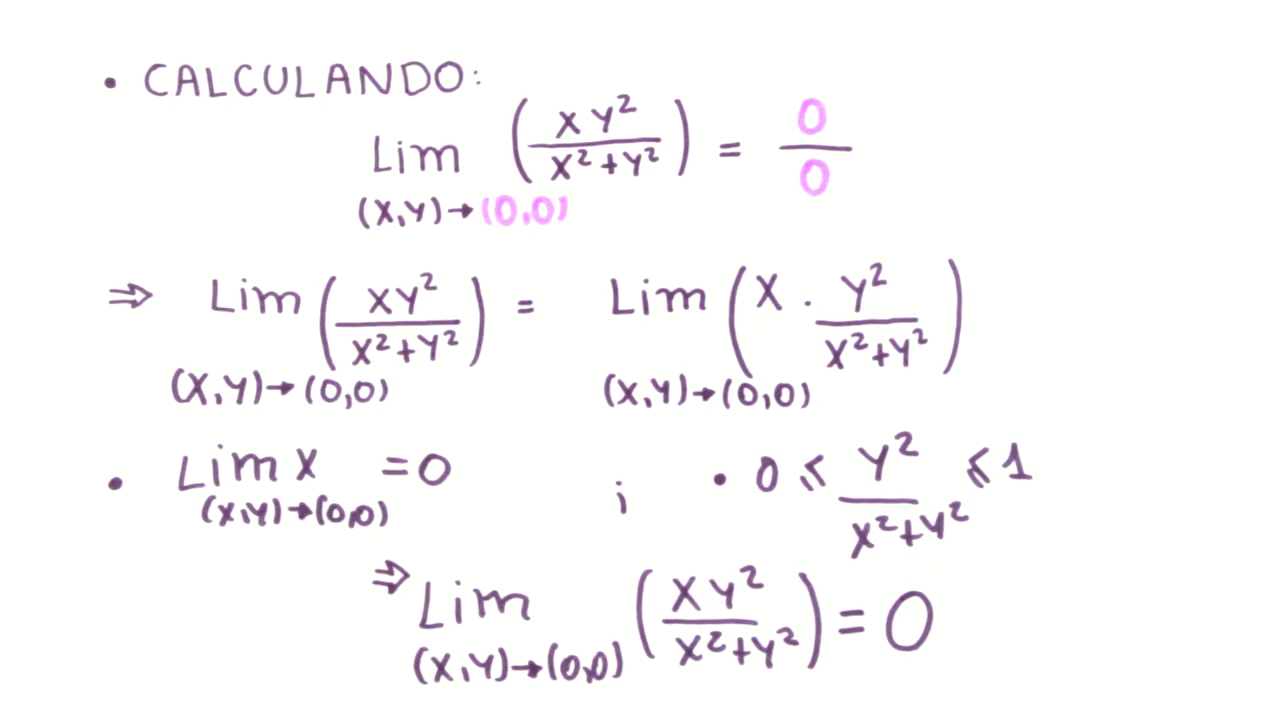 • CALCULANDO:
Lim (x,y)→(0,0) (xy²/(x²+y²)) = 0/0
⇒ Lim (x,y)→(0,0) (xy²/(x²+y²)) = Lim (x,y)→(0,0) (x · y²/(x²+y²))
• Lim (x,y)→(0,0) x = 0 ; • 0 ≤ y²/(x²+y²) ≤ 1
⇒ Lim (x,y)→(0,0) (xy²/(x²+y²)) = 0